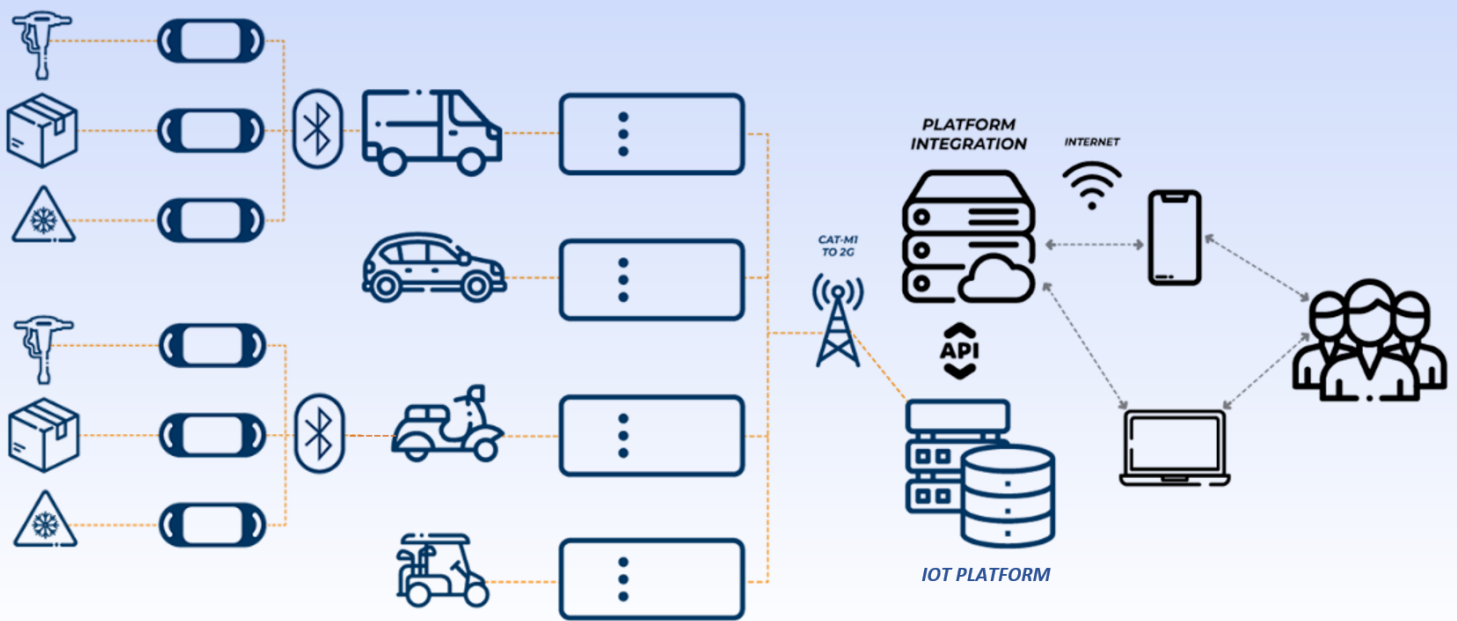 PLATFORM
INTEGRATION
INTERNET
CAT-M1
TO 2G
API
IOT PLATFORM